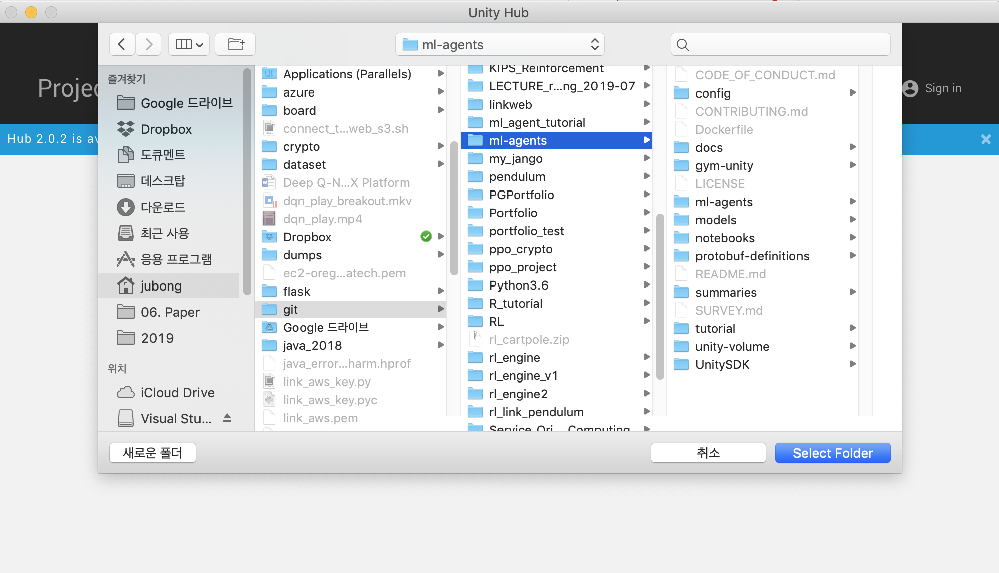 Unity Hub
ml-agents
Projec
Sign in
Hub 2.0.2 is av
즐겨찾기
Google 드라이브
Dropbox
도큐멘트
데스크탑
다운로드
최근 사용
응용 프로그램
jubong
06. Paper
2019
위치
iCloud Drive
Visual Stu...
Applications (Parallels)
azure
board
connect_t...web_s3.sh
crypto
dataset
Deep Q-N...X Platform
dqn_play_breakout.mkv
dqn_play.mp4
Dropbox
dumps
ec2-oreg...atech.pem
flask
git
Google 드라이브
java_2018
java_error...harm.hprof
link_aws_key.py
link_aws_key.pyc
link_aws.pem
KIPS_Reinforcement
LECTURE_r...ng_2019-07
linkweb
ml_agent_tutorial
ml-agents
my_jango
pendulum
PGPortfolio
Portfolio
portfolio_test
ppo_crypto
ppo_project
Python3.6
R_tutorial
RL
rl_cartpole.zip
rl_engine
rl_engine_v1
rl_engine2
rl_link_pendulum
Service_Ori..._Computing
CODE_OF_CONDUCT.md
config
CONTRIBUTING.md
Dockerfile
docs
gym-unity
LICENSE
ml-agents
models
notebooks
protobuf-definitions
README.md
summaries
SURVEY.md
tutorial
unity-volume
UnitySDK
새로운 폴더
취소
Select Folder